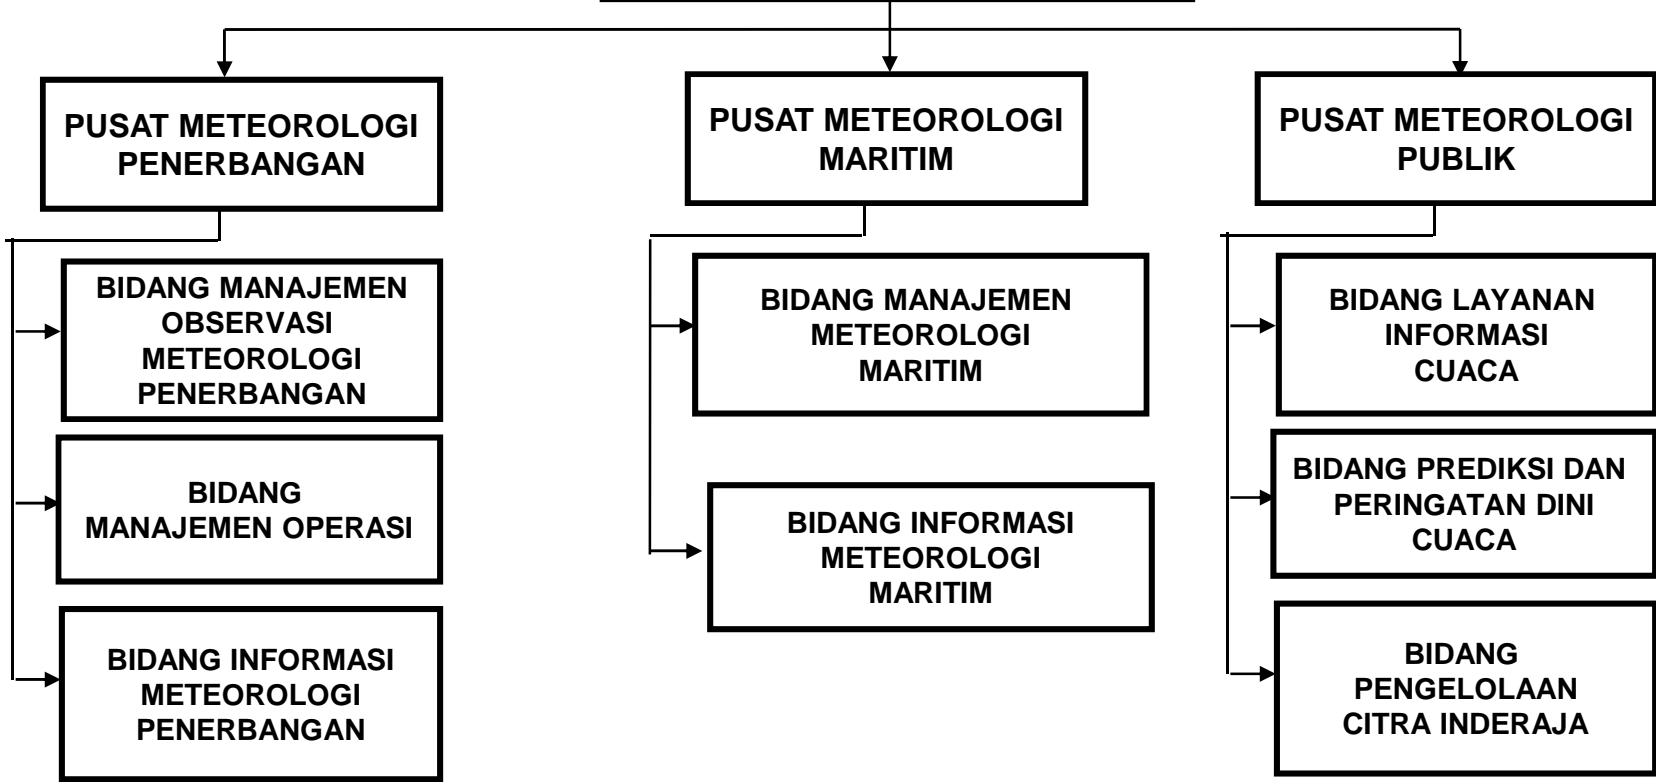 PUSAT METEOROLOGI
PENERBANGAN
PUSAT METEOROLOGI
MARITIM
PUSAT METEOROLOGI
PUBLIK
BIDANG MANAJEMEN
OBSERVASI
METEOROLOGI
PENERBANGAN
BIDANG
MANAJEMEN OPERASI
BIDANG INFORMASI
METEOROLOGI
PENERBANGAN
BIDANG MANAJEMEN
METEOROLOGI
MARITIM
BIDANG INFORMASI
METEOROLOGI
MARITIM
BIDANG LAYANAN
INFORMASI
CUACA
BIDANG PREDIKSI DAN
PERINGATAN DINI
CUACA
BIDANG
PENGELOLAAN
CITRA INDERAJA